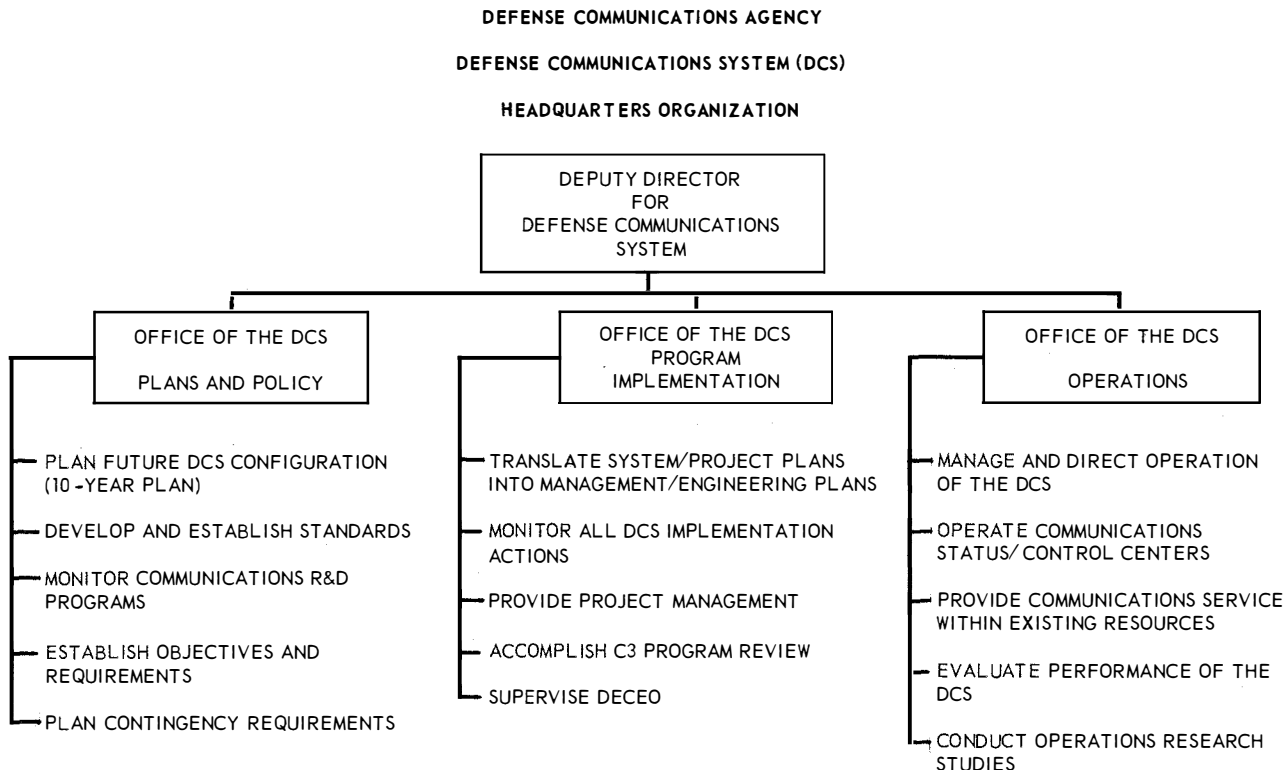 DEFENSE COMMUNICATIONS AGENCY
DEFENSE COMMUNICATIONS SYSTEM (DCS)
HEADQUARTERS ORGANIZATION
DEPUTY DIRECTOR
FOR
DEFENSE COMMUNICATIONS
SYSTEM
OFFICE OF THE DCS
PLANS AND POLICY
PLAN FUTURE DCS CONFIGURATION
(10-YEAR PLAN)
DEVELOP AND ESTABLISH STANDARDS
MONITOR COMMUNICATIONS R&D
PROGRAMS
ESTABLISH OBJECTIVES AND
REQUIREMENTS
PLAN CONTINGENCY REQUIREMENTS
OFFICE OF THE DCS
PROGRAM
IMPLEMENTATION
TRANSLATE SYSTEM/PROJECT PLANS
INTO MANAGEMENT/ENGINEERING PLANS
MONITOR ALL DCS IMPLEMENTATION
ACTIONS
PROVIDE PROJECT MANAGEMENT
ACCOMPLISH C3 PROGRAM REVIEW
SUPERVISE DECEO
OFFICE OF THE DCS
OPERATIONS
MANAGE AND DIRECT OPERATION
OF THE DCS
OPERATE COMMUNICATIONS
STATUS/CONTROL CENTERS
PROVIDE COMMUNICATIONS SERVICE
WITHIN EXISTING RESOURCES
EVALUATE PERFORMANCE OF THE
DCS
CONDUCT OPERATIONS RESEARCH
STUDIES